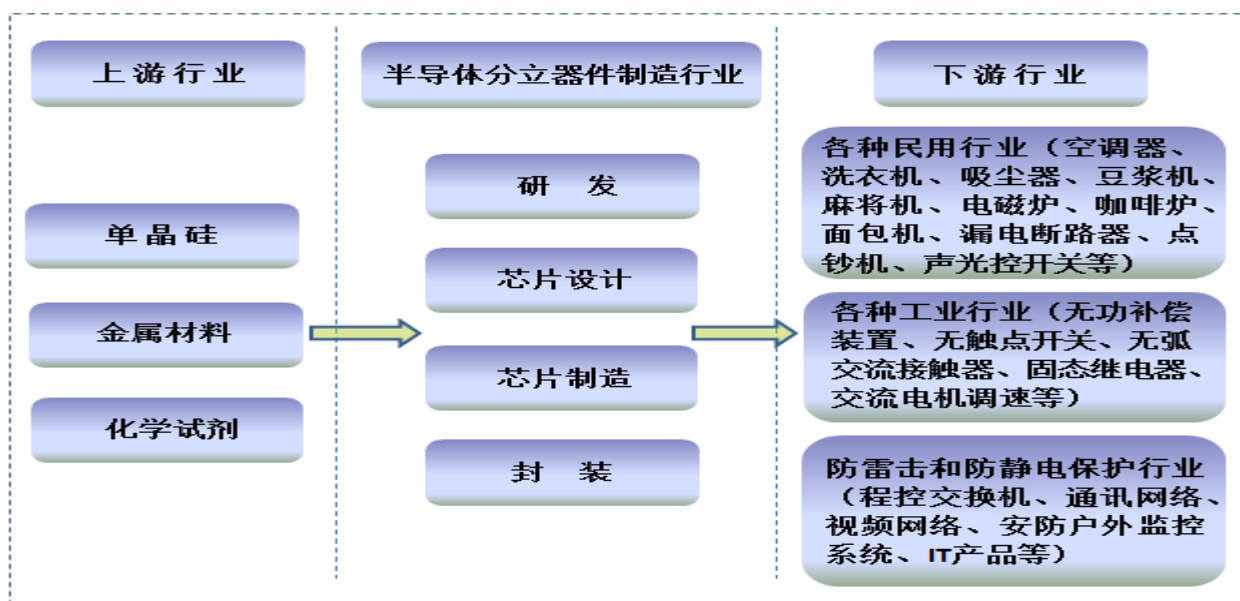 上游行业
单晶硅
金属材料
化学试剂
半导体分立器件制造行业
研 发
芯片设计
芯片制造
封 装
下游行业
各种民用行业（空调器、
洗衣机、吸尘器、豆浆机、
麻将机、电磁炉、咖啡炉、
面包机、漏电断路器、点
钞机、声光控开关等）
各种工业行业（无功补偿
装置、无触点开关、无弧
交流接触器、固态继电器、
交流电机调速等）
防雷击和防静电保护行业
（程控交换机、通讯网络、
视频网络、安防户外监控
系统、IT产品等）